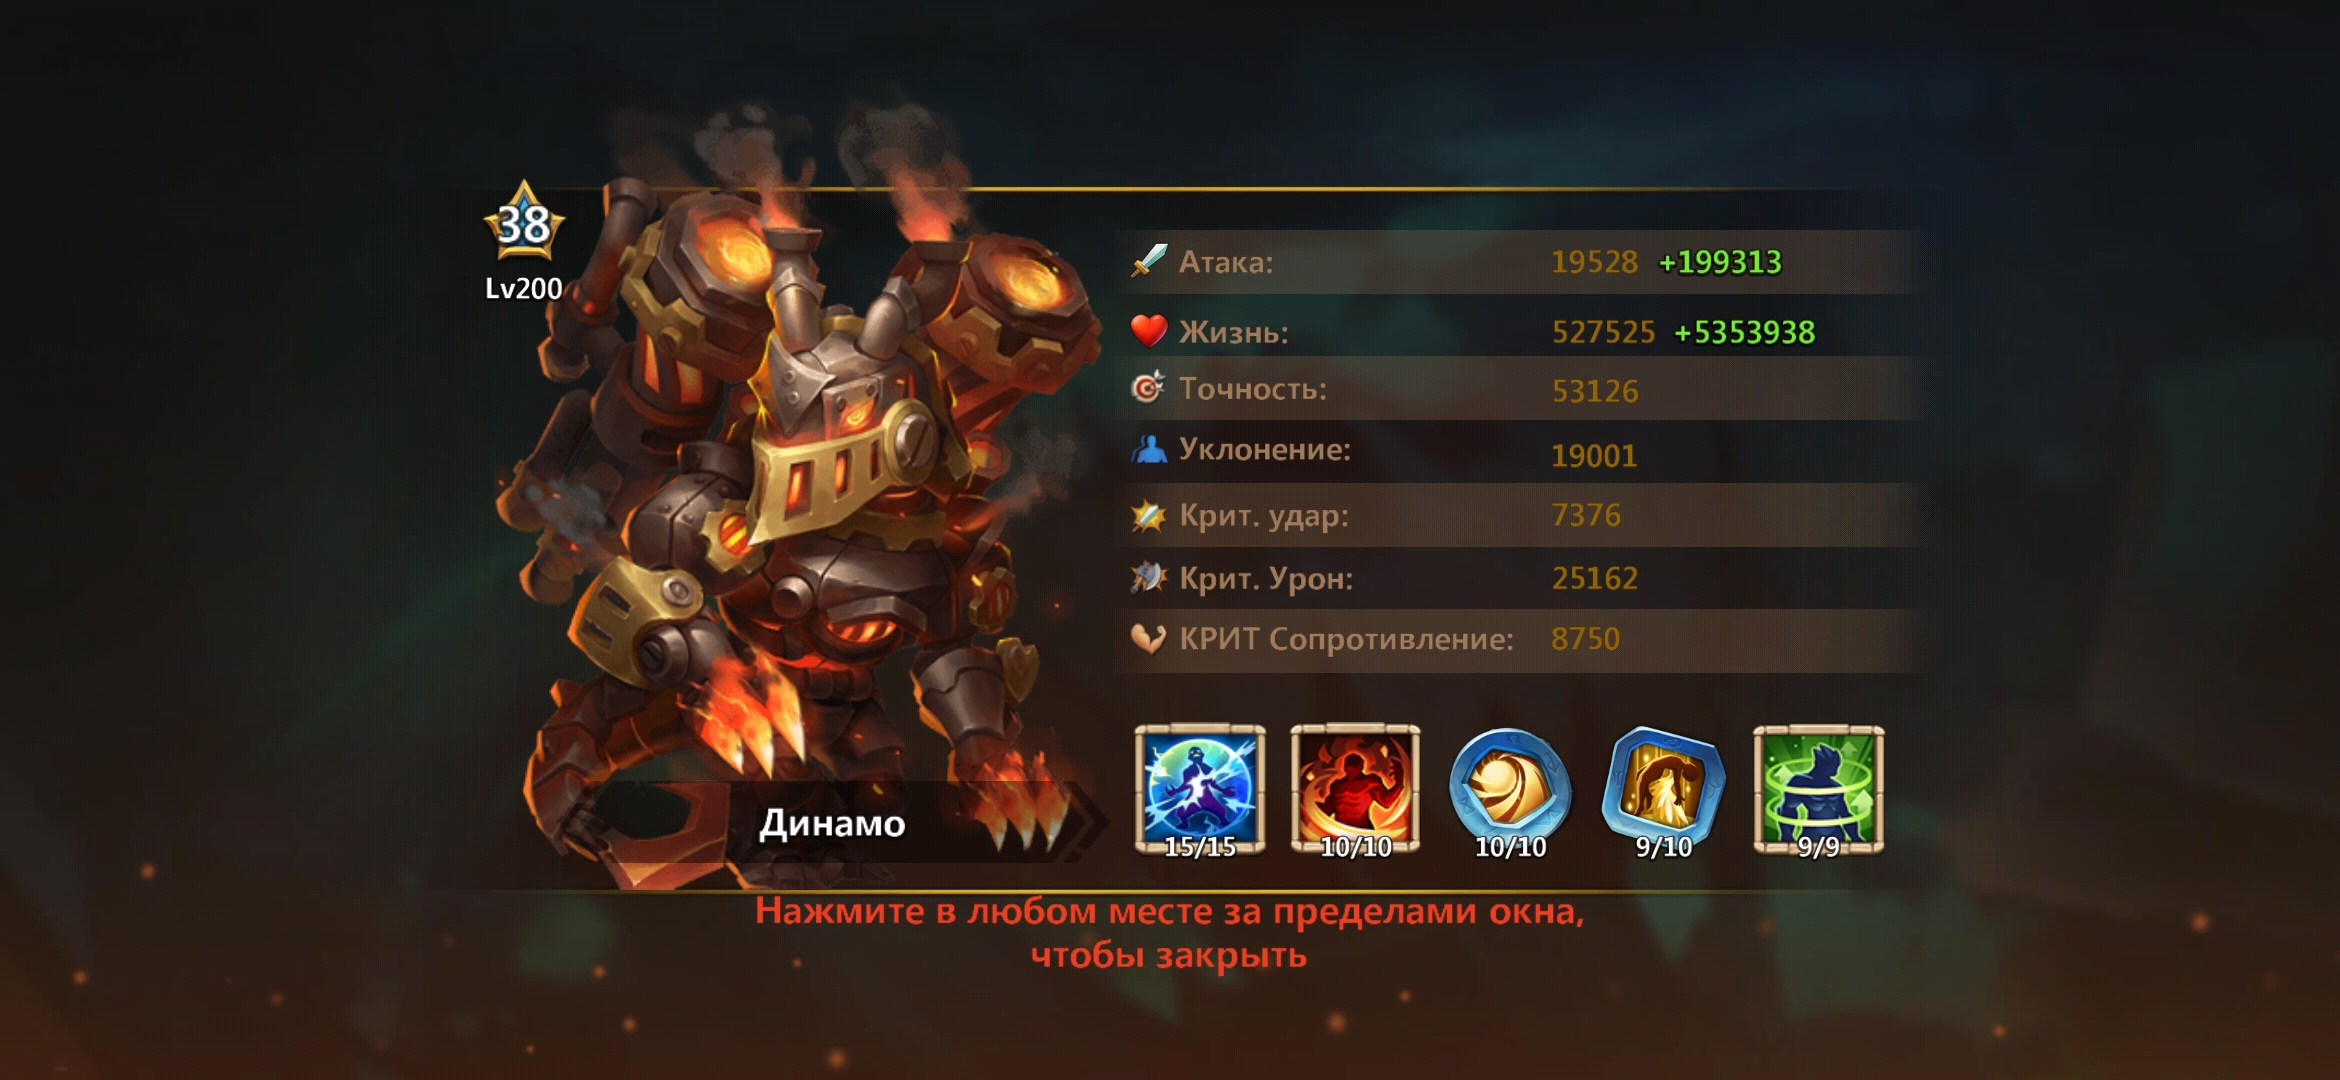 38
Lv200
Атака: 19528 +199313
Жизнь: 527525 +5353938
Точность: 53126
Уклонение: 19001
Крит. удар: 7376
Крит. Урон: 25162
КРИТ Сопротивление: 8750
Динамо
15/15 10/10 10/10 9/10 9/9
Нажмите в любом месте за пределами окна,
чтобы закрыть